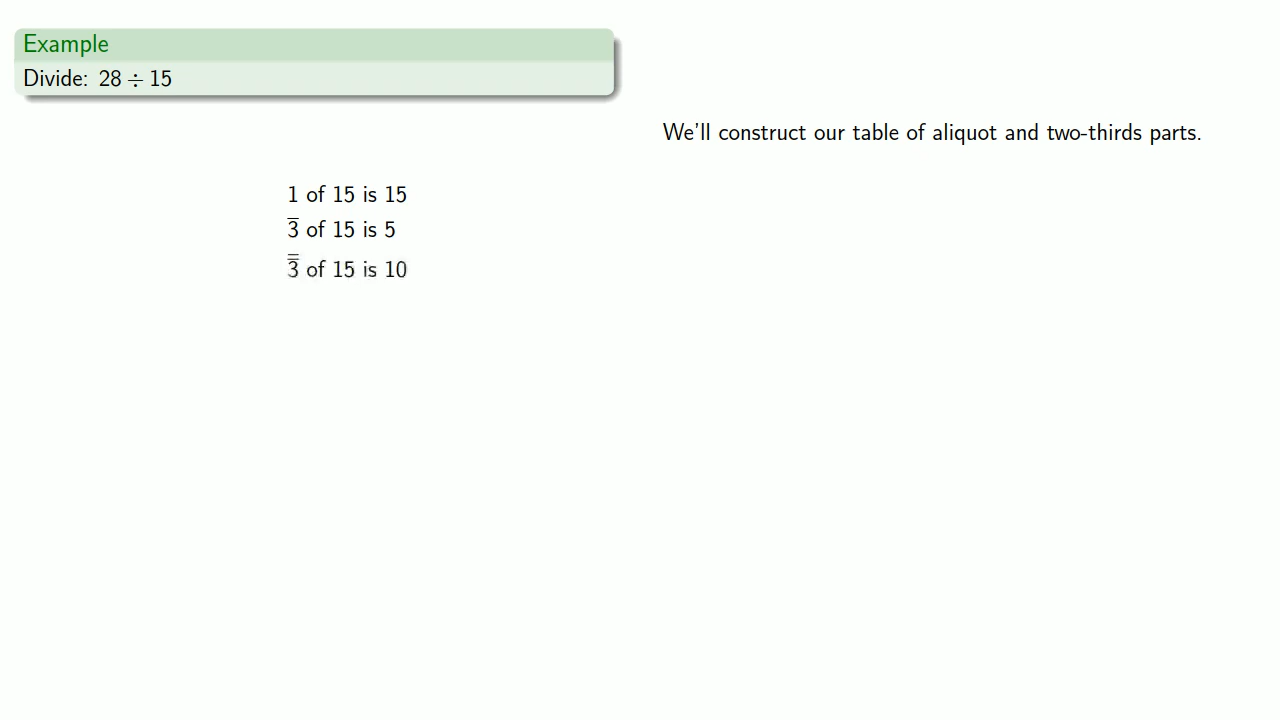 Example
Divide: 28 ÷ 15
We'll construct our table of aliquot and two-thirds parts.
1 of 15 is 15
3̅ of 15 is 5
3̿ of 15 is 10